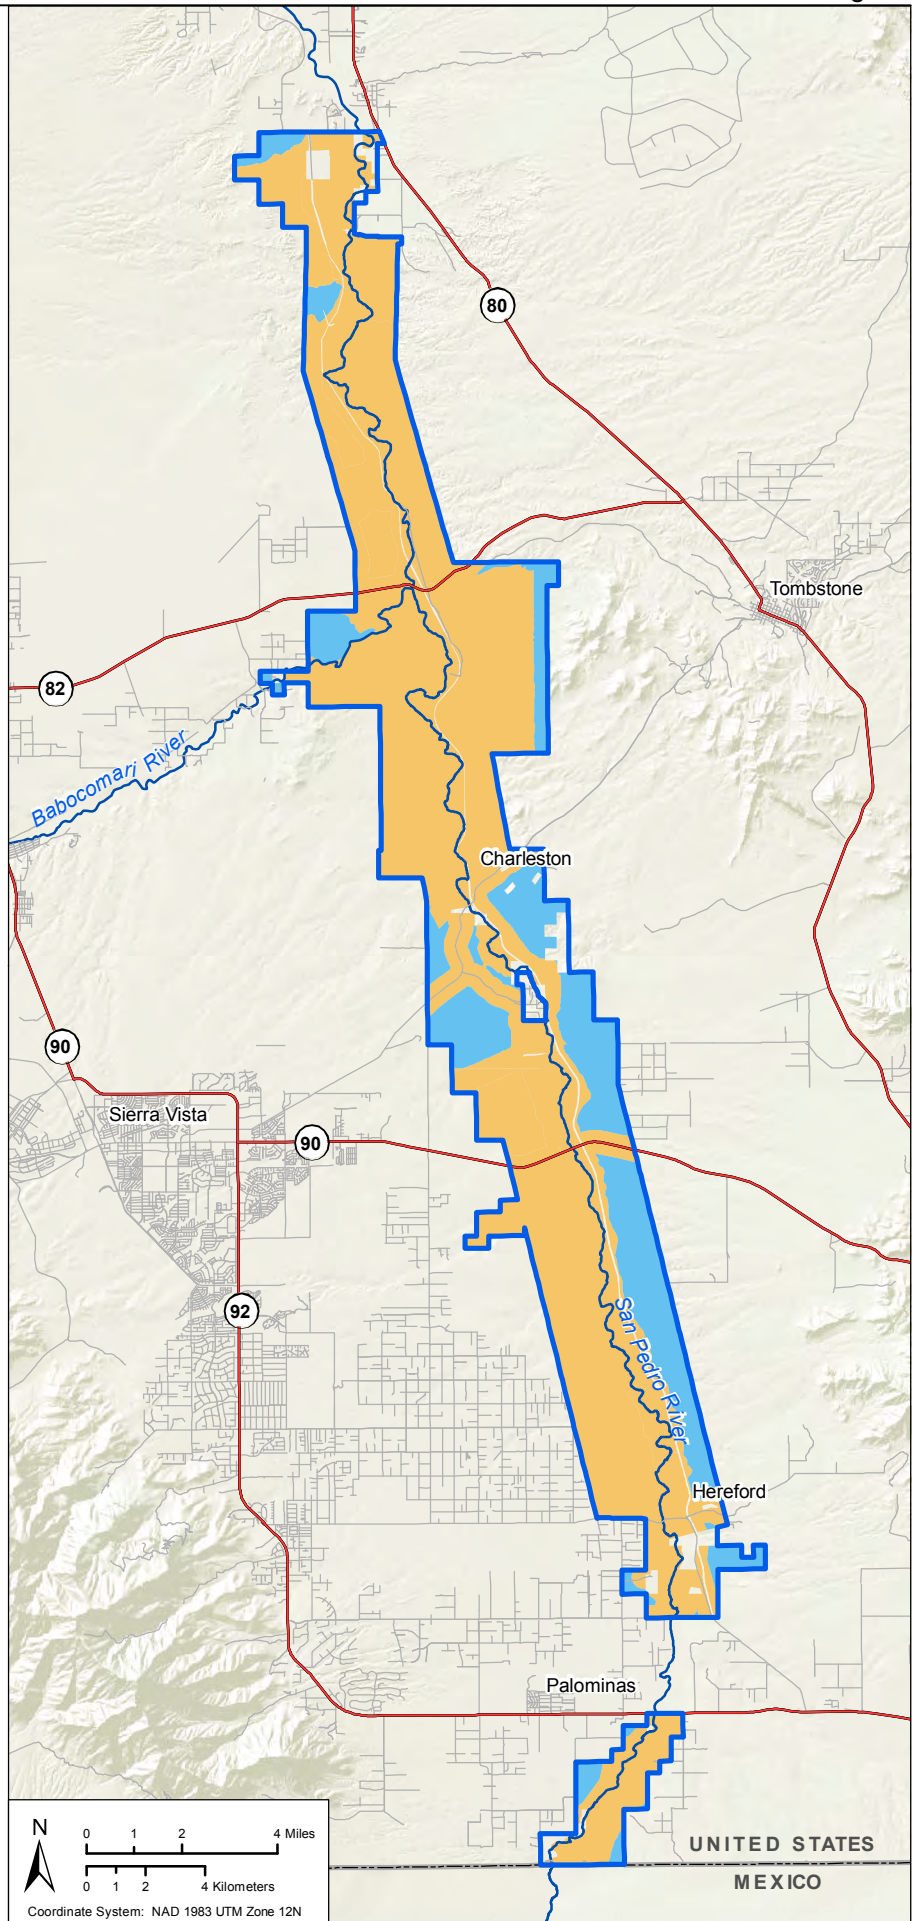 80
Tombstone
82
Babocomari River
Charleston
90
Sierra Vista
90
92
San Pedro River
Hereford
Palominas
N
0 1 2 4 Miles
0 1 2 4 Kilometers
Coordinate System: NAD 1983 UTM Zone 12N
UNITED STATES
MEXICO